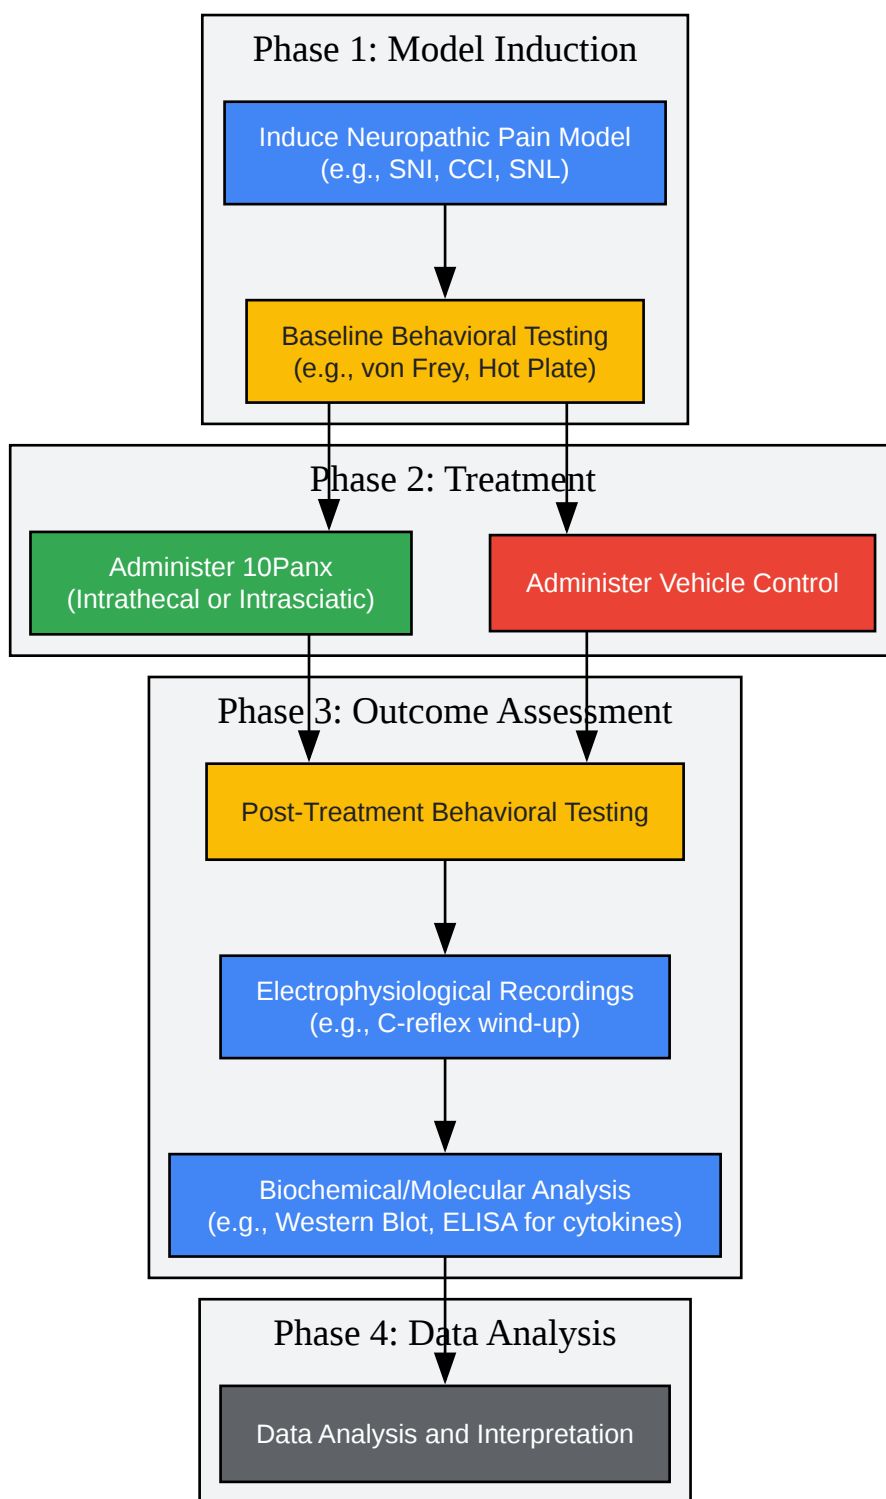 Phase 1: Model Induction
Induce Neuropathic Pain Model
(e.g., SNI, CCI, SNL)
Baseline Behavioral Testing
(e.g., von Frey, Hot Plate)
Phase 2: Treatment
Administer 10Panx
(Intrathecal or Intrasciatic)
Administer Vehicle Control
Phase 3: Outcome Assessment
Post-Treatment Behavioral Testing
Electrophysiological Recordings
(e.g., C-reflex wind-up)
Biochemical/Molecular Analysis
(e.g., Western Blot, ELISA for cytokines)
Phase 4: Data Analysis
Data Analysis and Interpretation